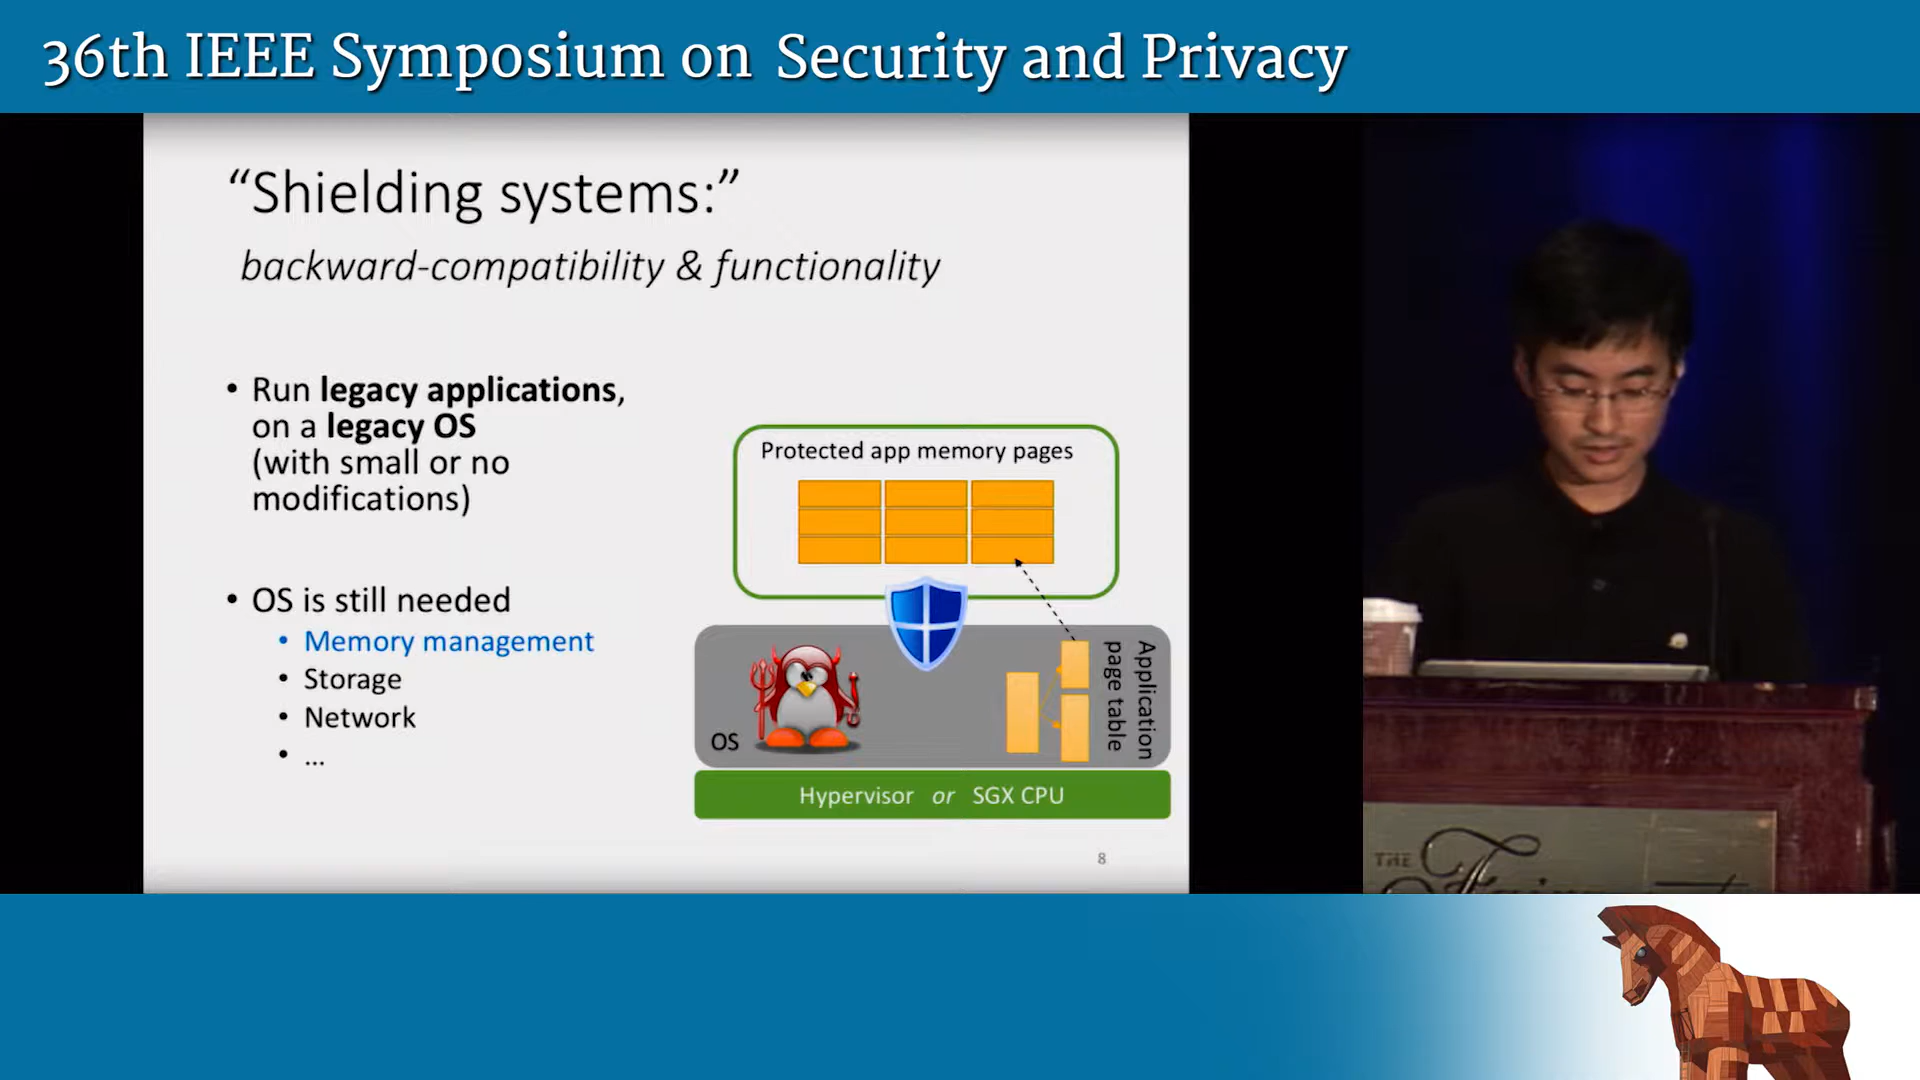 36th IEEE Symposium on Security and Privacy
“Shielding systems:”
backward-compatibility & functionality
• Run legacy applications,
on a legacy OS
(with small or no
modifications)
• OS is still needed
• Memory management
• Storage
• Network
• ...
Protected app memory pages
OS
Application
page table
Hypervisor or SGX CPU
8
THE